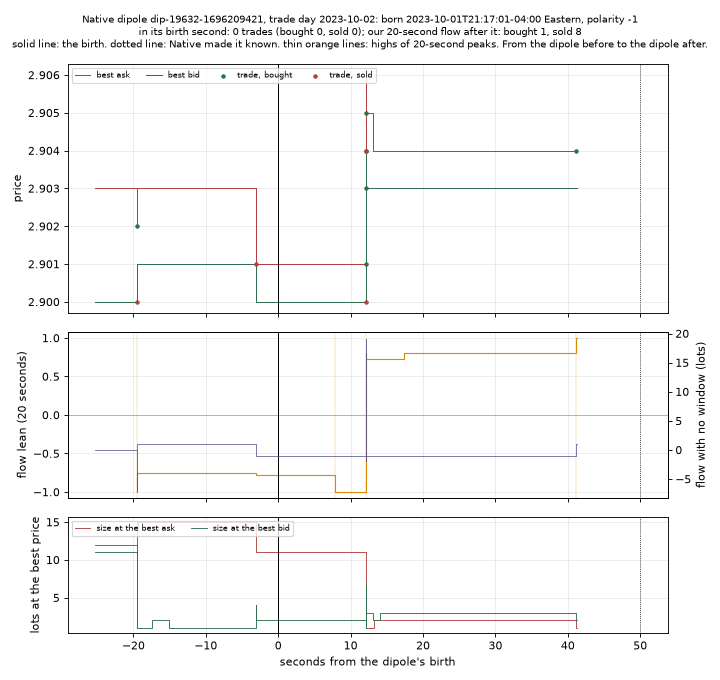 Native dipole dip-19632-1696209421, trade day 2023-10-02: born 2023-10-01T21:17:01-04:00 Eastern, polarity -1
in its birth second: 0 trades (bought 0, sold 0); our 20-second flow after it: bought 1, sold 8
solid line: the birth. dotted line: Native made it known. thin orange lines: highs of 20-second peaks. From the dipole before to the dipole after.
best ask
best bid
trade, bought
trade, sold
2.906
2.905
2.904
2.903
2.902
2.901
2.900
price
1.0
0.5
0.0
−0.5
−1.0
flow lean (20 seconds)
20
15
10
5
0
−5
flow with no window (lots)
size at the best ask
size at the best bid
15
10
5
lots at the best price
−20
−10
0
10
20
30
40
50
seconds from the dipole's birth